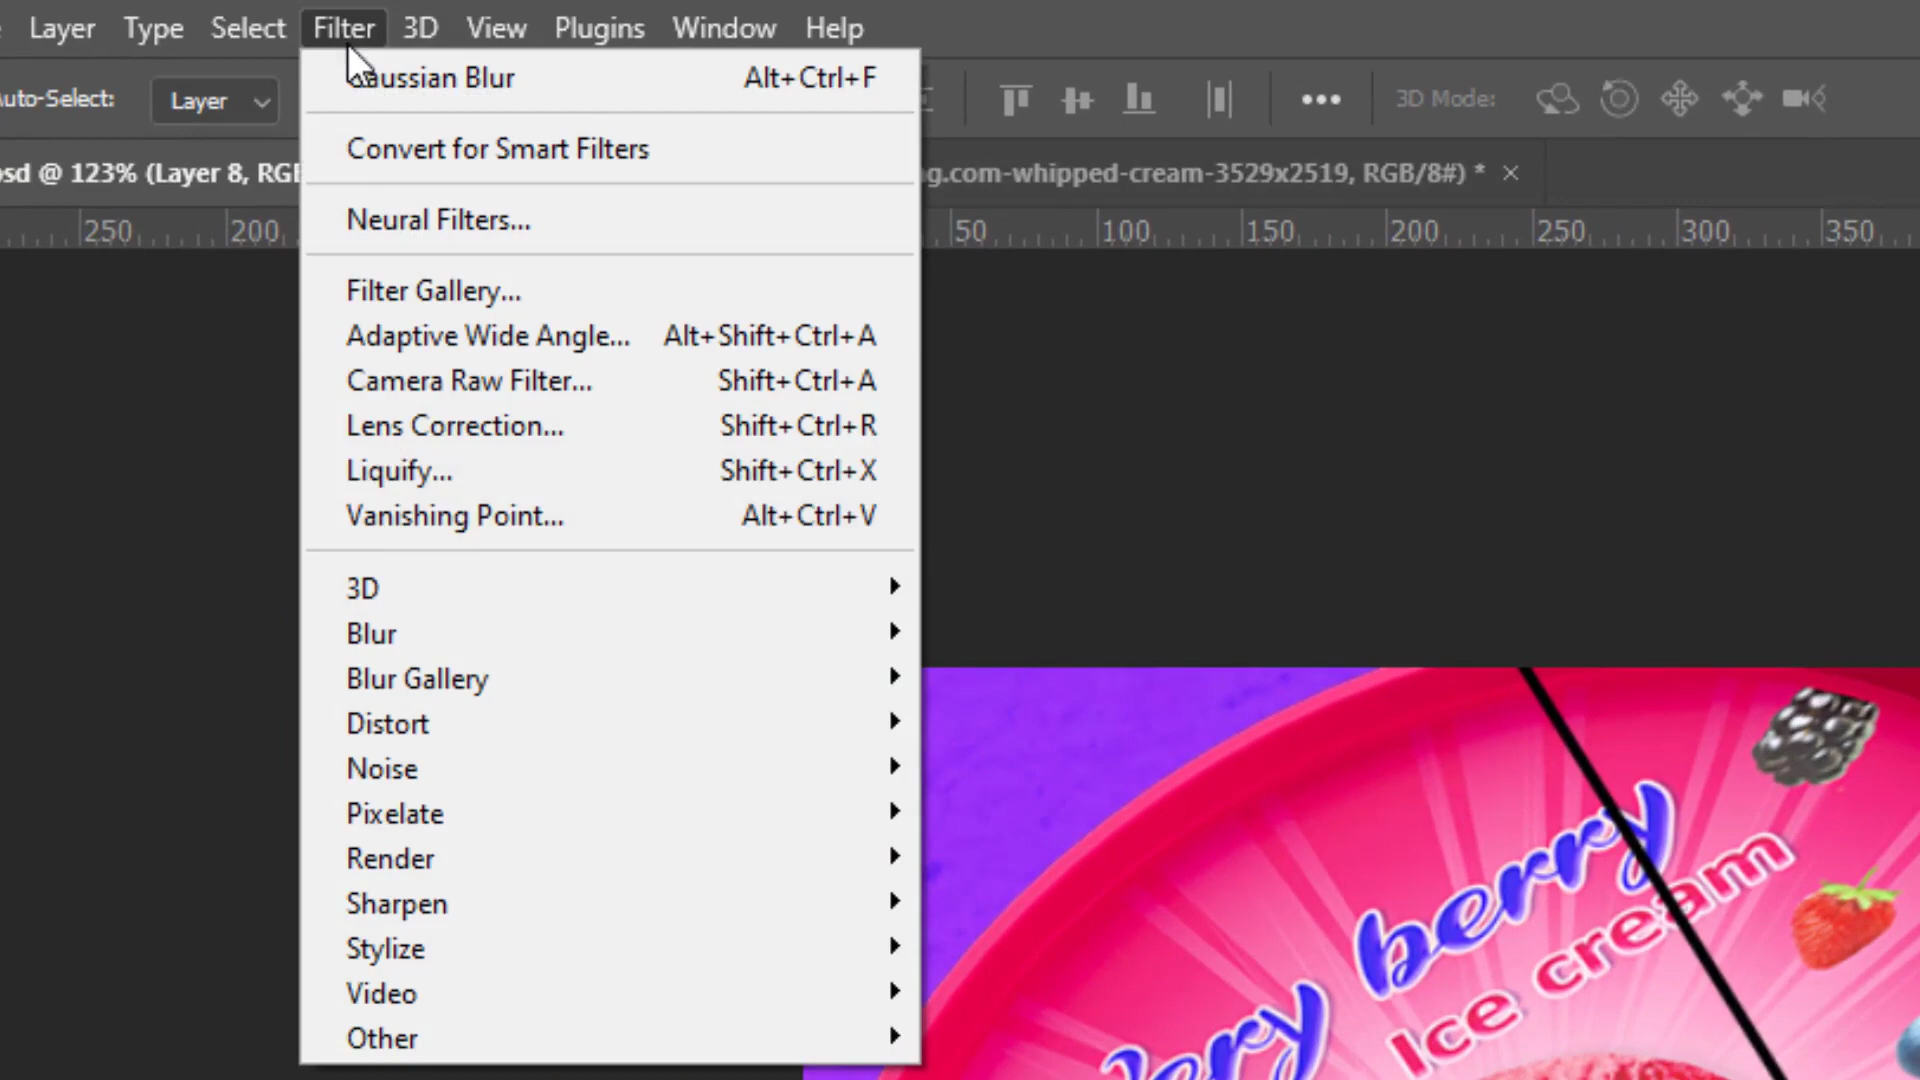 Layer Type Select Filter 3D View Plugins Window Help
Auto-Select: Layer
3D Mode:
sd @ 123% (Layer 8, RGB
g.com-whipped-cream-3529x2519, RGB/8#) *
250 200 50 100 150 200 250 300 350
Gaussian Blur Alt+Ctrl+F
Convert for Smart Filters
Neural Filters...
Filter Gallery...
Adaptive Wide Angle... Alt+Shift+Ctrl+A
Camera Raw Filter... Shift+Ctrl+A
Lens Correction... Shift+Ctrl+R
Liquify... Shift+Ctrl+X
Vanishing Point... Alt+Ctrl+V
3D
Blur
Blur Gallery
Distort
Noise
Pixelate
Render
Sharpen
Stylize
Video
Other
berry
Ice cream